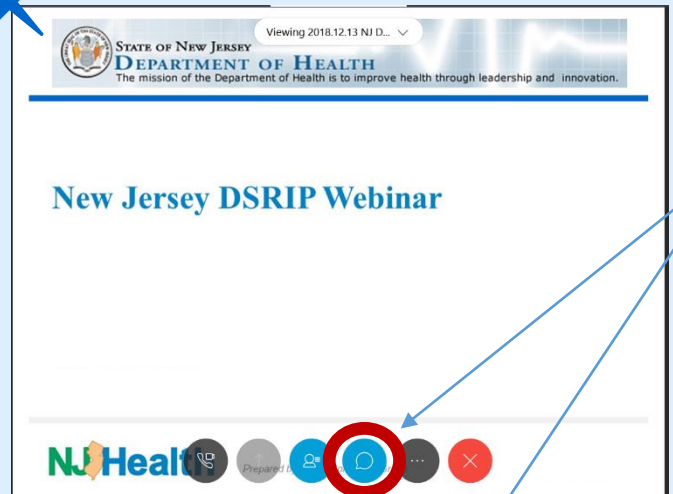 Viewing 2018.12.13 NJ D...
STATE OF NEW JERSEY
DEPARTMENT OF HEALTH
The mission of the Department of Health is to improve health through leadership and innovation.
New Jersey DSRIP Webinar
NJ Health
Prepared